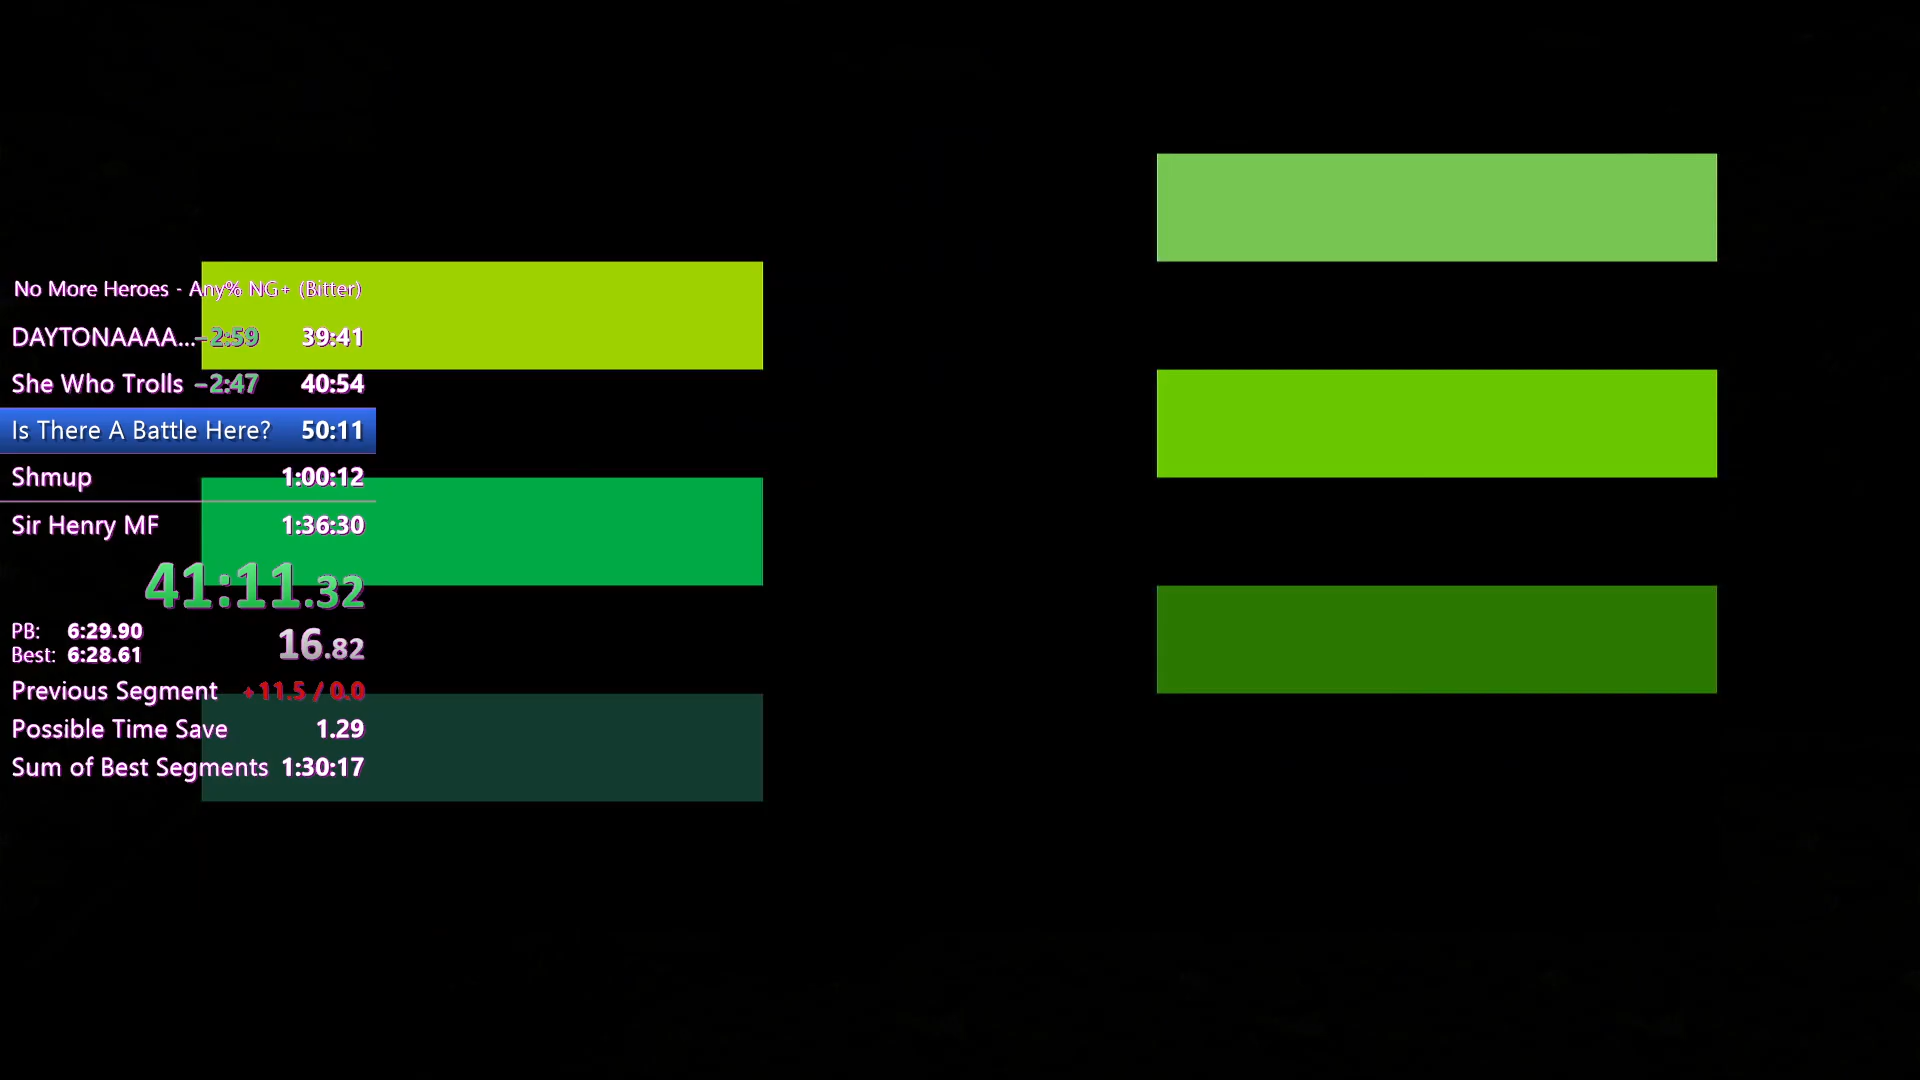 No More Heroes - Any% NG+ (Bitter)
DAYTONAAAA... −2:59 39:41
She Who Trolls −2:47 40:54
Is There A Battle Here? 50:11
Shmup 1:00:12
Sir Henry MF 1:36:30
41:11.32
PB: 6:29.90
Best: 6:28.61
16.82
Previous Segment +11.5 / 0.0
Possible Time Save 1.29
Sum of Best Segments 1:30:17